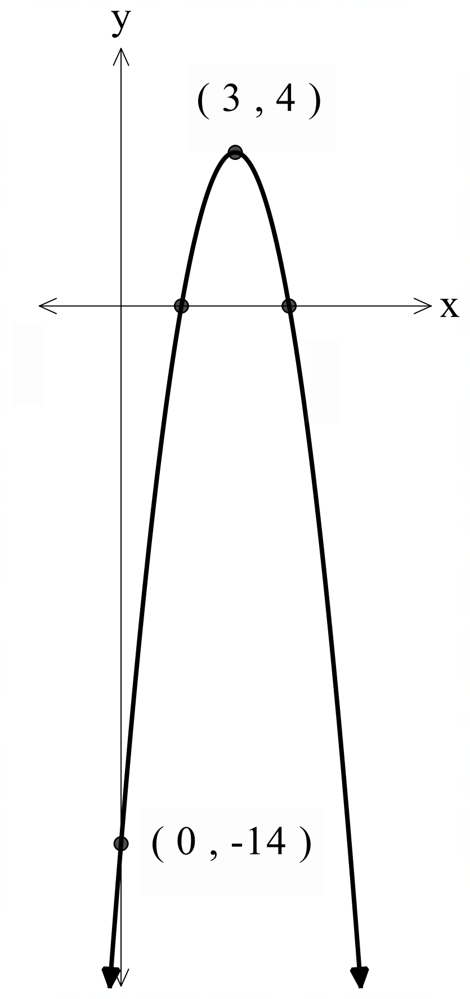 y
( 3 , 4 )
x
( 0 , -14 )